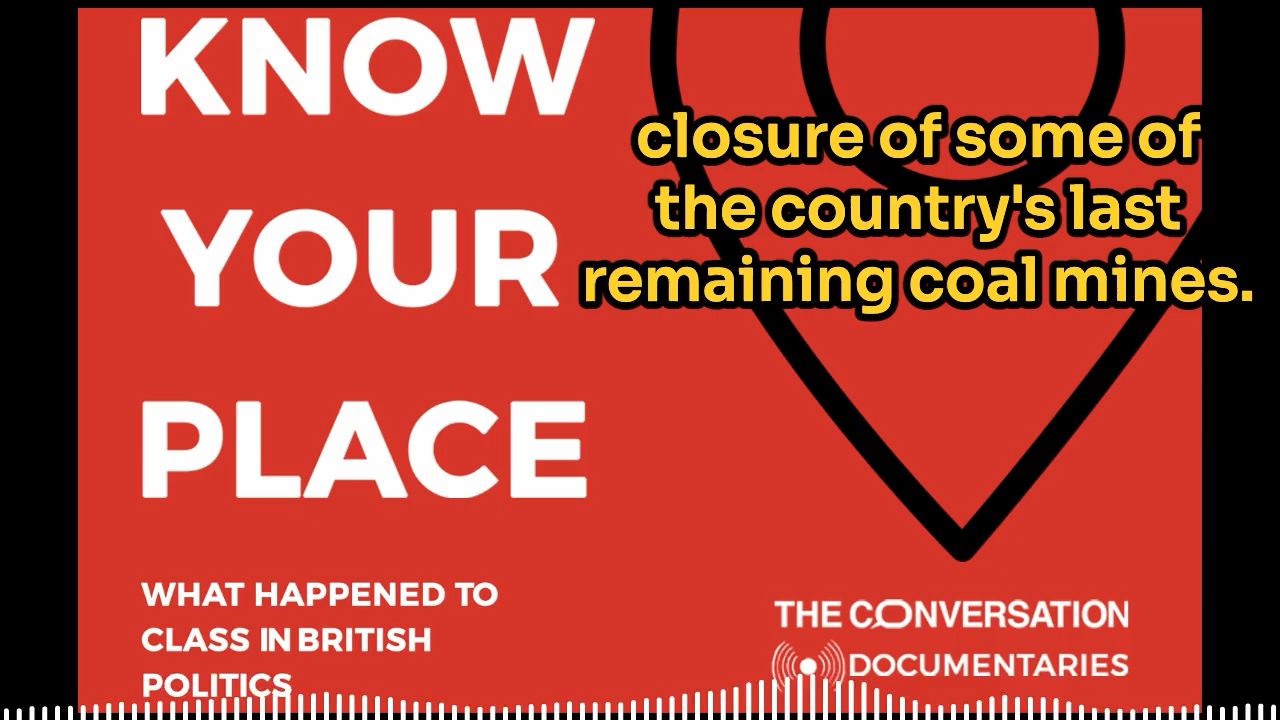 KNOW
YOUR
PLACE
closure of some of
the country's last
remaining coal mines.
WHAT HAPPENED TO
CLASS IN BRITISH
POLITICS
THE CONVERSATION
DOCUMENTARIES